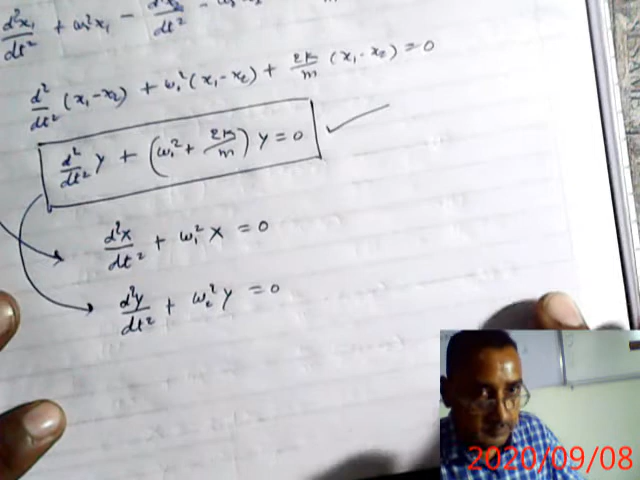 d²x₁/dt² + ω₁²x₁ − d²x₂/dt² −
d²/dt² (x₁-x₂) + ω₁² (x₁-x₂) + 2k/m (x₁-x₂) = 0
d²/dt² y + (ω₁² + 2k/m) y = 0
d²x/dt² + ω₁² x = 0
d²y/dt² + ω₂² y = 0
2020/09/08